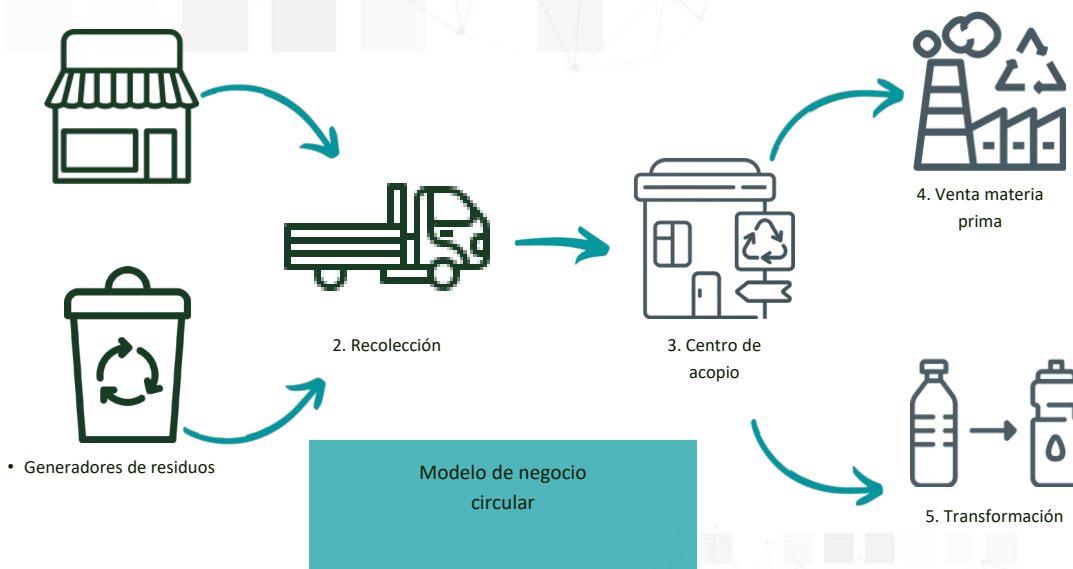 4. Venta materia
prima
2. Recolección
3. Centro de
acopio
• Generadores de residuos
Modelo de negocio
circular
5. Transformación